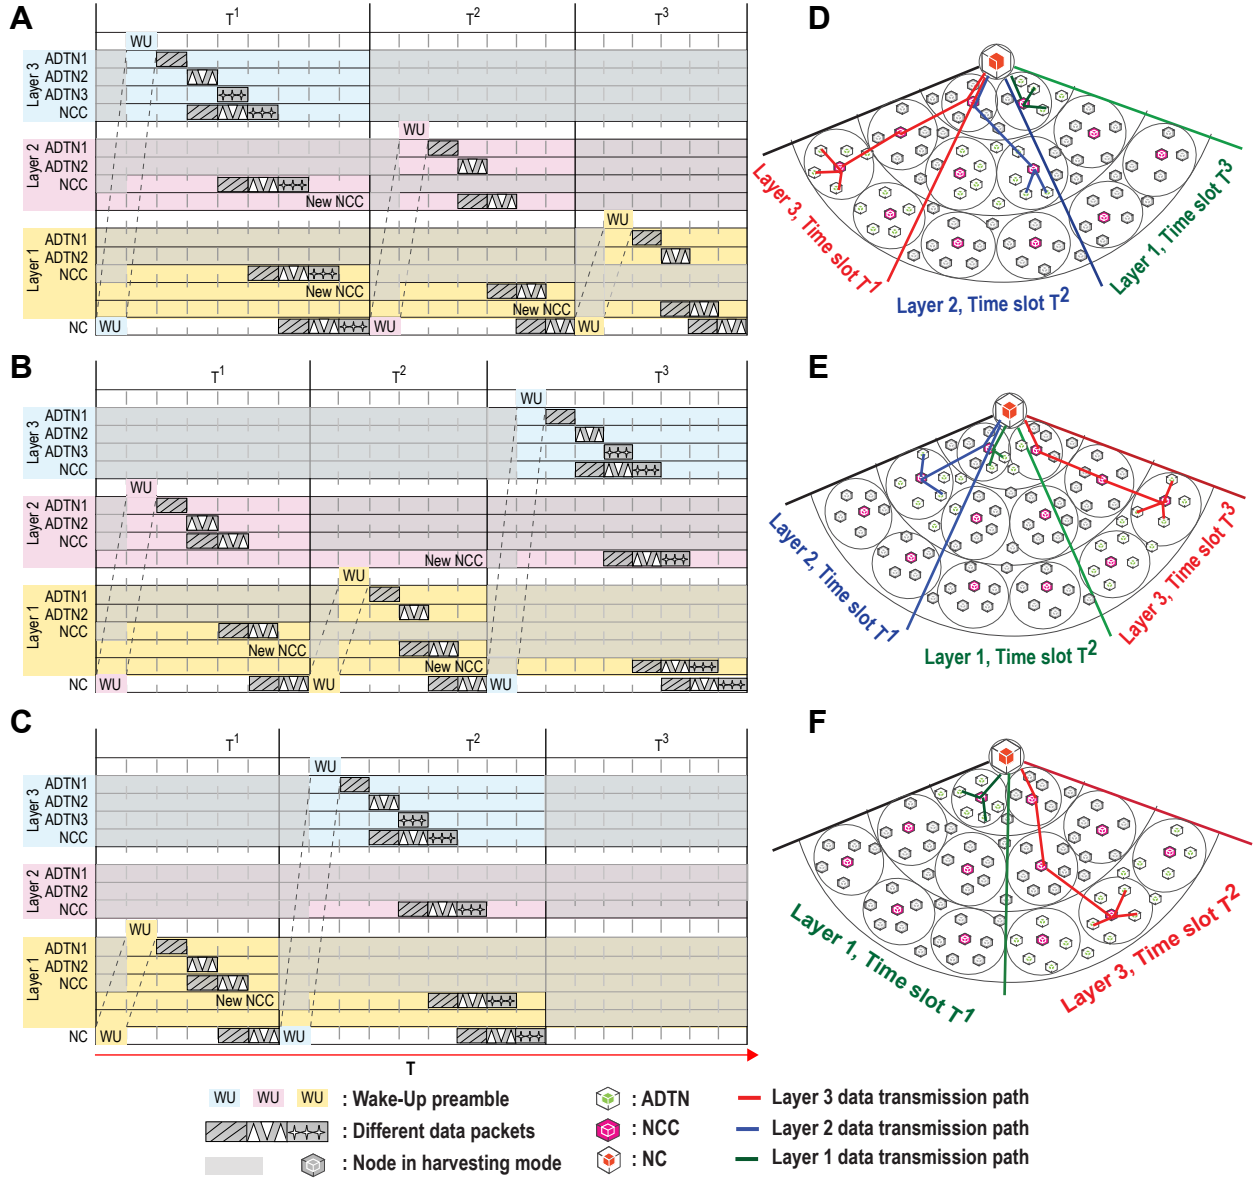 A
T1 T2 T3
WU
Layer 3
ADTN1
ADTN2
ADTN3
NCC
WU
Layer 2
ADTN1
ADTN2
NCC
New NCC
WU
Layer 1
ADTN1
ADTN2
NCC
New NCC
New NCC
NC WU WU WU
B
T1 T2 T3
WU
Layer 3
ADTN1
ADTN2
ADTN3
NCC
WU
Layer 2
ADTN1
ADTN2
NCC
New NCC
WU
Layer 1
ADTN1
ADTN2
NCC
New NCC
New NCC
NC WU WU WU
C
T1 T2 T3
WU
Layer 3
ADTN1
ADTN2
ADTN3
NCC
Layer 2
ADTN1
ADTN2
NCC
WU
Layer 1
ADTN1
ADTN2
NCC
New NCC
NC WU WU
T
D
Layer 3, Time slot T1
Layer 2, Time slot T2
Layer 1, Time slot T3
E
Layer 2, Time slot T1
Layer 1, Time slot T2
Layer 3, Time slot T3
F
Layer 1, Time slot T1
Layer 3, Time slot T2
WU WU WU : Wake-Up preamble
: Different data packets
: Node in harvesting mode
: ADTN
: NCC
: NC
Layer 3 data transmission path
Layer 2 data transmission path
Layer 1 data transmission path